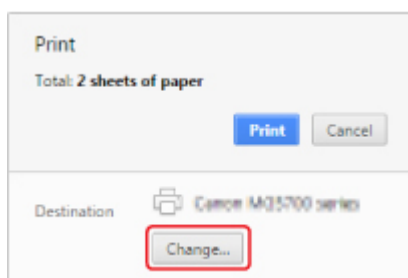 Print
Total: 2 sheets of paper
Print Cancel
Destination Canon MG5700 series
Change...